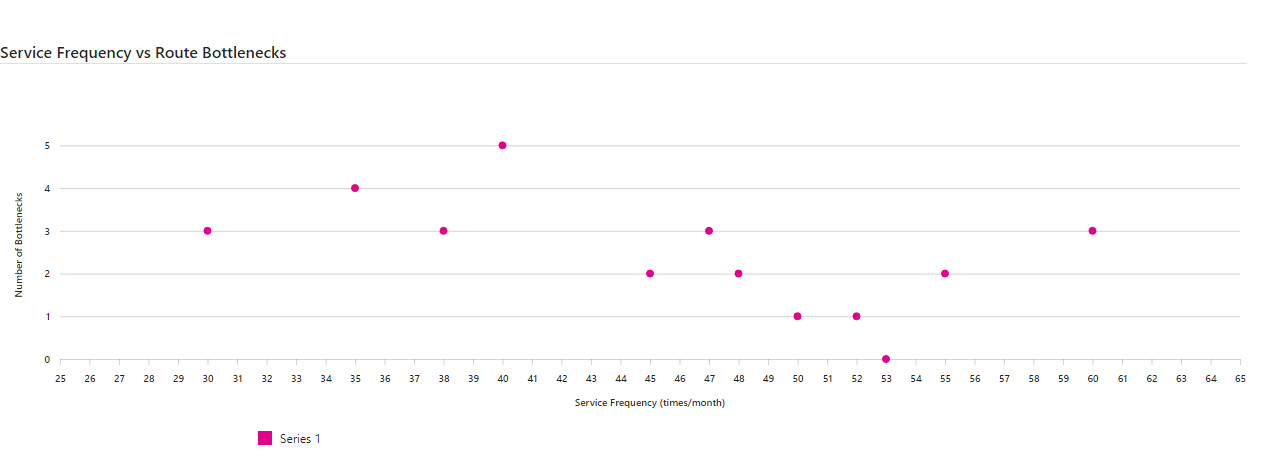 Service Frequency vs Route Bottlenecks
Number of Bottlenecks
5
4
3
2
1
0
25 26 27 28 29 30 31 32 33 34 35 36 37 38 39 40 41 42 43 44 45 46 47 48 49 50 51 52 53 54 55 56 57 58 59 60 61 62 63 64 65
Service Frequency (times/month)
Series 1